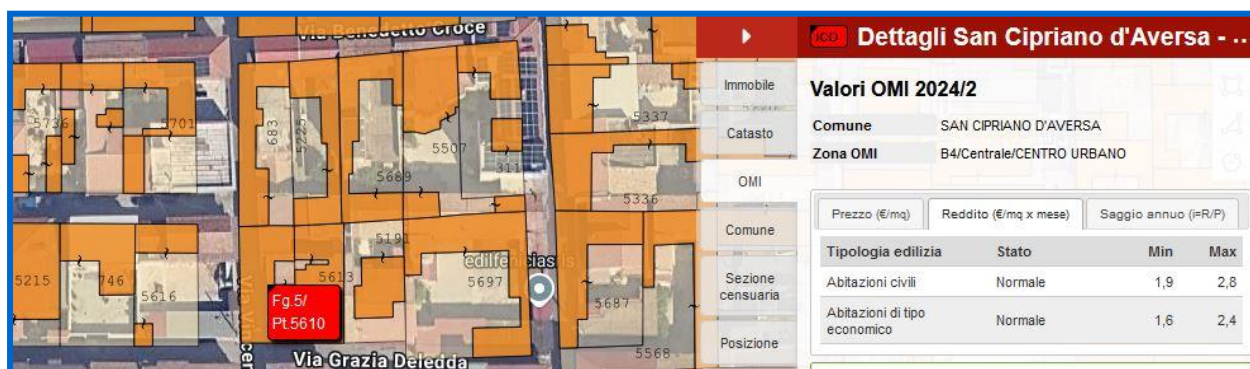 Via Benedetto Croce
5736
5701
683
5225
5507
311
5337
5689
5336
5191
edilfeniciasrls
5215
746
5616
5613
5697
5687
Fg.5/
Pt.5610
Via Vincen
Via Grazia Deledda
5568
Immobile
Catasto
OMI
Comune
Sezione
censuaria
Posizione
Dettagli San Cipriano d'Aversa - ..
Valori OMI 2024/2
Comune SAN CIPRIANO D'AVERSA
Zona OMI B4/Centrale/CENTRO URBANO
Prezzo (€/mq) Reddito (€/mq x mese) Saggio annuo (i=R/P)
Tipologia edilizia Stato Min Max
Abitazioni civili Normale 1,9 2,8
Abitazioni di tipo
economico Normale 1,6 2,4